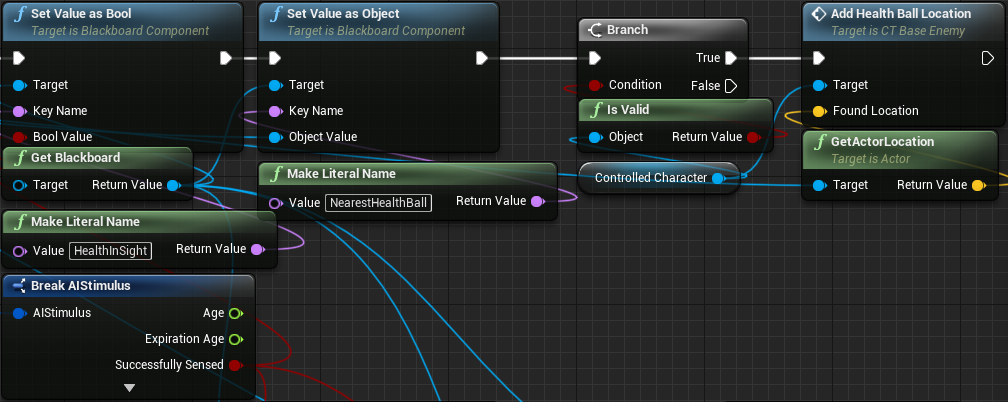 Set Value as Bool
Target is Blackboard Component
Target
Key Name
Bool Value
Set Value as Object
Target is Blackboard Component
Target
Key Name
Object Value
Branch
True
Condition
False
Add Health Ball Location
Target is CT Base Enemy
Target
Found Location
Is Valid
Object
Return Value
Controlled Character
GetActorLocation
Target is Actor
Target
Return Value
Get Blackboard
Target
Return Value
Make Literal Name
Value
NearestHealthBall
Return Value
Make Literal Name
Value
HealthInSight
Return Value
Break AIStimulus
AIStimulus
Age
Expiration Age
Successfully Sensed